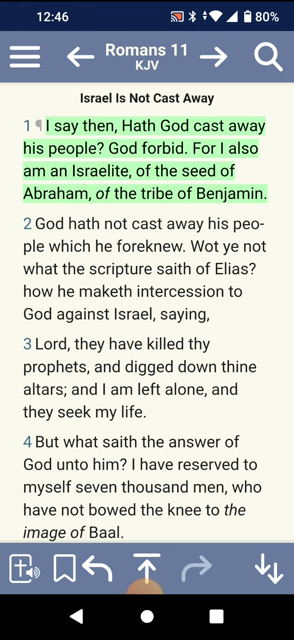 12:46
80%
Romans 11
KJV
Israel Is Not Cast Away
1 ¶ I say then, Hath God cast away
his people? God forbid. For I also
am an Israelite, of the seed of
Abraham, of the tribe of Benjamin.
2 God hath not cast away his peo-
ple which he foreknew. Wot ye not
what the scripture saith of Elias?
how he maketh intercession to
God against Israel, saying,
3 Lord, they have killed thy
prophets, and digged down thine
altars; and I am left alone, and
they seek my life.
4 But what saith the answer of
God unto him? I have reserved to
myself seven thousand men, who
have not bowed the knee to the
image of Baal.